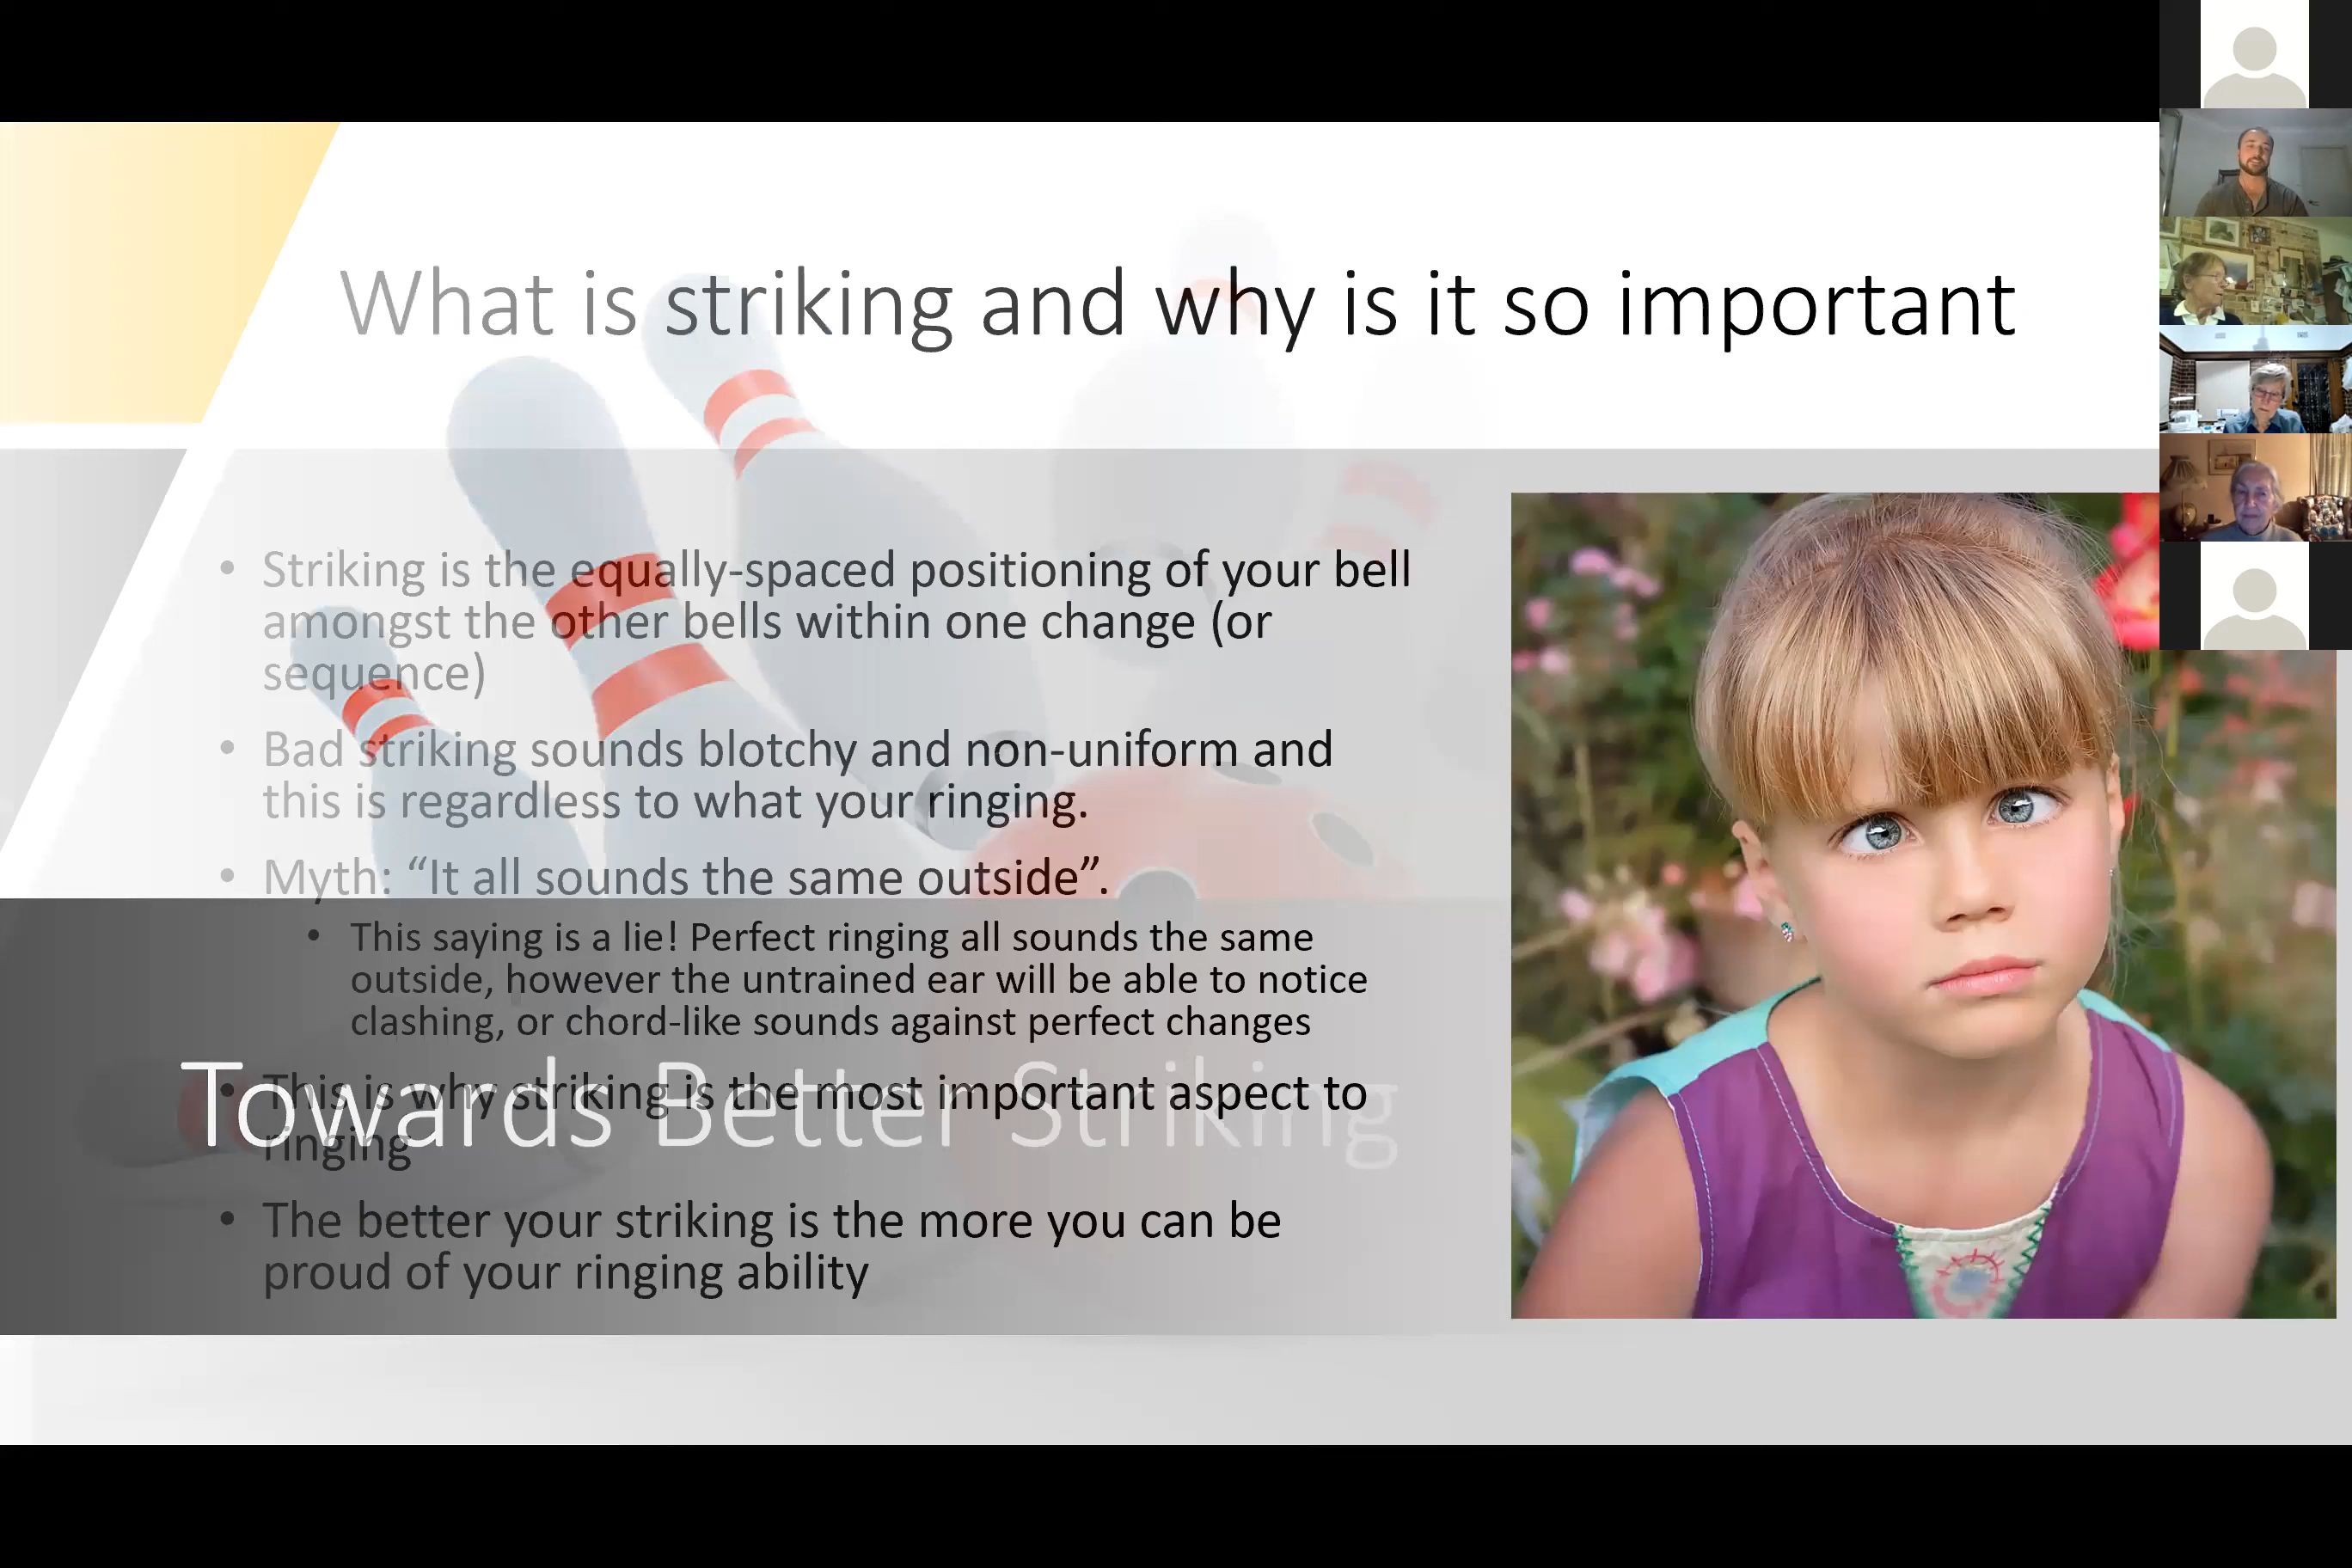 What is striking and why is it so important
• Striking is the equally-spaced positioning of your bell
amongst the other bells within one change (or
sequence)
• Bad striking sounds blotchy and non-uniform and
this is regardless to what your ringing.
• Myth: “It all sounds the same outside”.
• This saying is a lie! Perfect ringing all sounds the same
outside, however the untrained ear will be able to notice
clashing, or chord-like sounds against perfect changes
• This is why striking is the most important aspect to
ringing
Towards Better Striking
• The better your striking is the more you can be
proud of your ringing ability